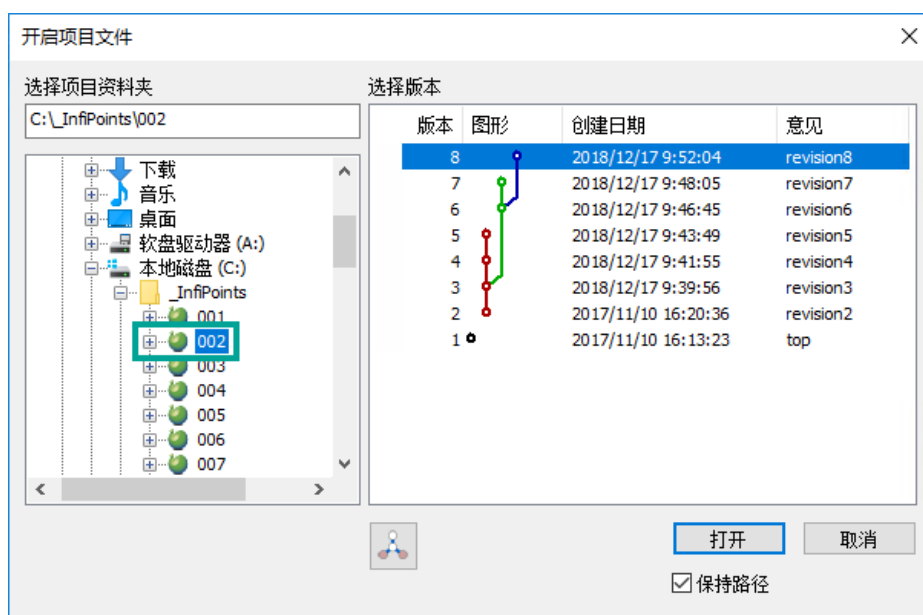 开启项目文件
选择项目资料夹
C:\_InfiPoints\002
下载
音乐
桌面
软盘驱动器 (A:)
本地磁盘 (C:)
_InfiPoints
001
002
003
004
005
006
007
选择版本
版本 图形 创建日期 意见
8 2018/12/17 9:52:04 revision8
7 2018/12/17 9:48:05 revision7
6 2018/12/17 9:46:45 revision6
5 2018/12/17 9:43:49 revision5
4 2018/12/17 9:41:55 revision4
3 2018/12/17 9:39:56 revision3
2 2017/11/10 16:20:36 revision2
1 2017/11/10 16:13:23 top
打开 取消
保持路径